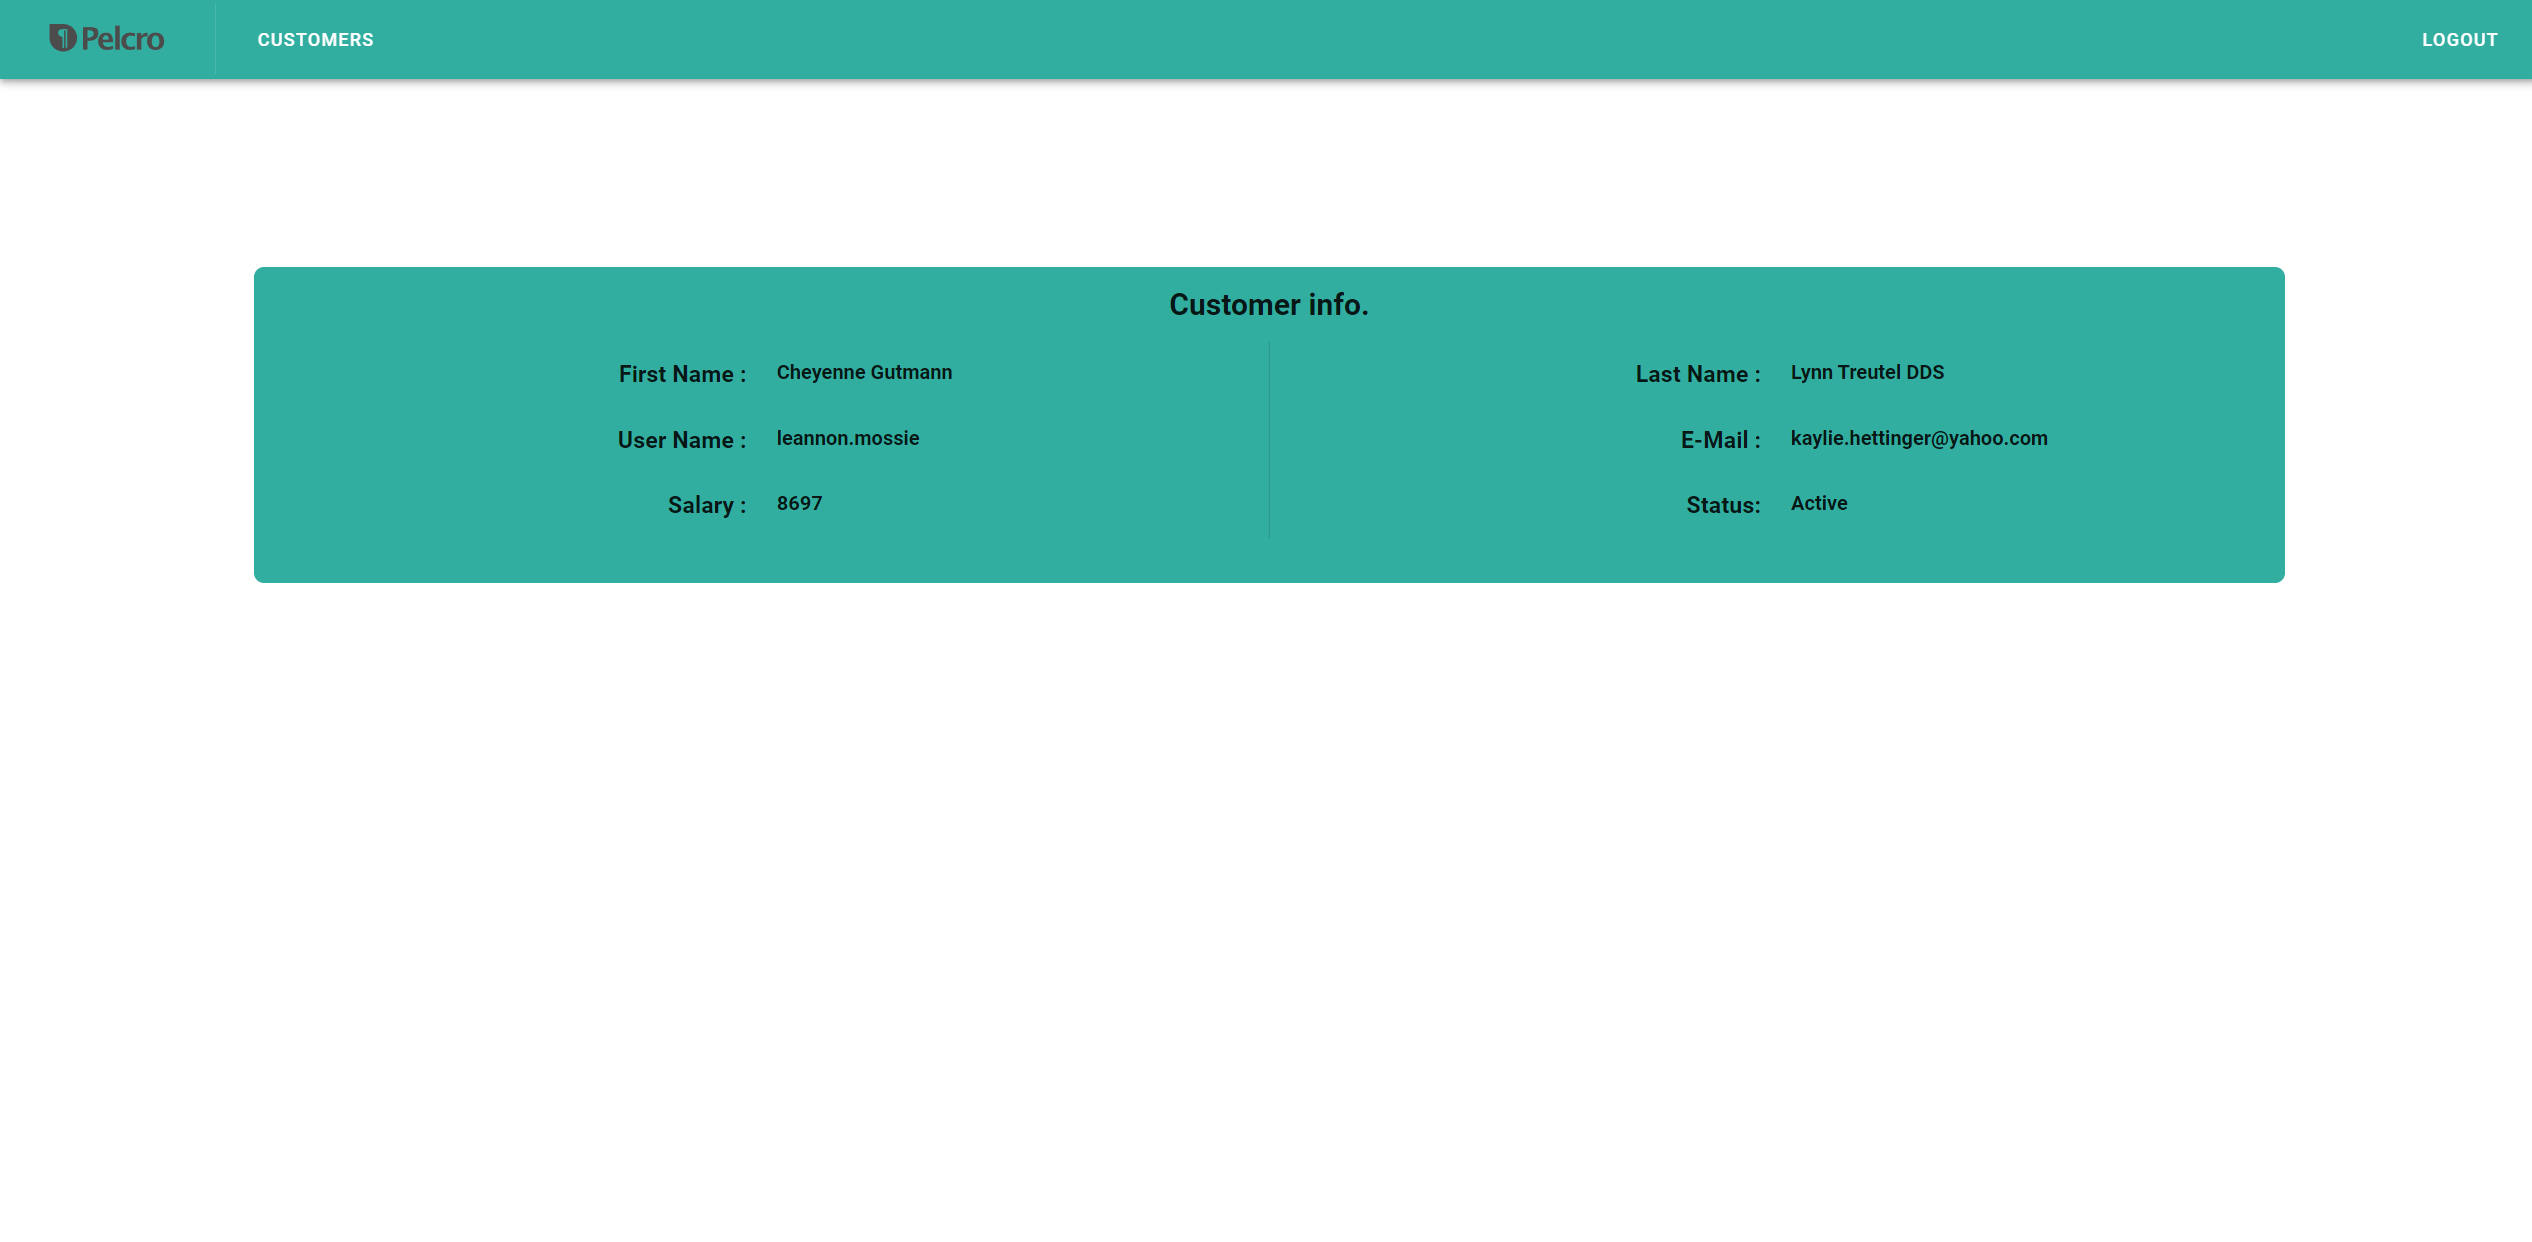 Pelcro CUSTOMERS LOGOUT
Customer info.
First Name : Cheyenne Gutmann Last Name : Lynn Treutel DDS
User Name : leannon.mossie E-Mail : kaylie.hettinger@yahoo.com
Salary : 8697 Status: Active